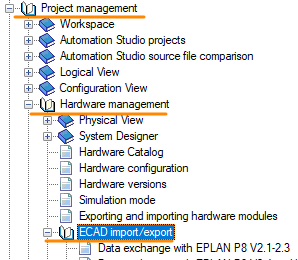 Project management
Workspace
Automation Studio projects
Automation Studio source file comparison
Logical View
Configuration View
Hardware management
Physical View
System Designer
Hardware Catalog
Hardware configuration
Hardware versions
Simulation mode
Exporting and importing hardware modules
ECAD import/export
Data exchange with EPLAN P8 V2.1-2.3